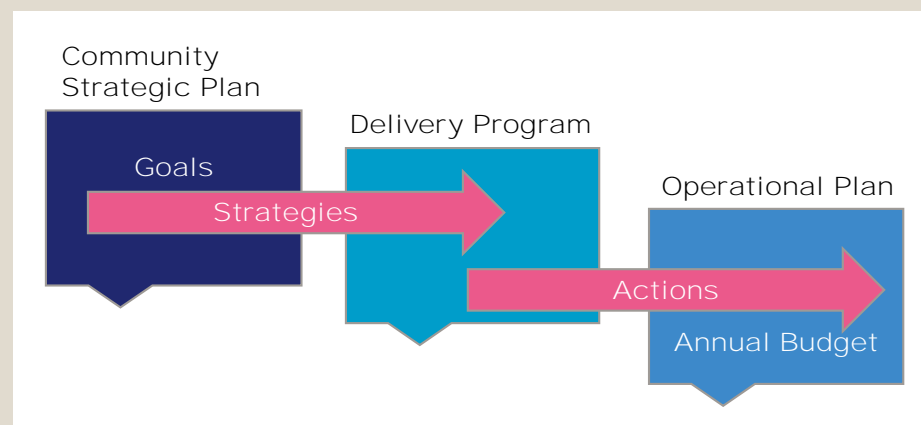 Community
Strategic Plan
Goals
Strategies
Delivery Program
Operational Plan
Actions
Annual Budget